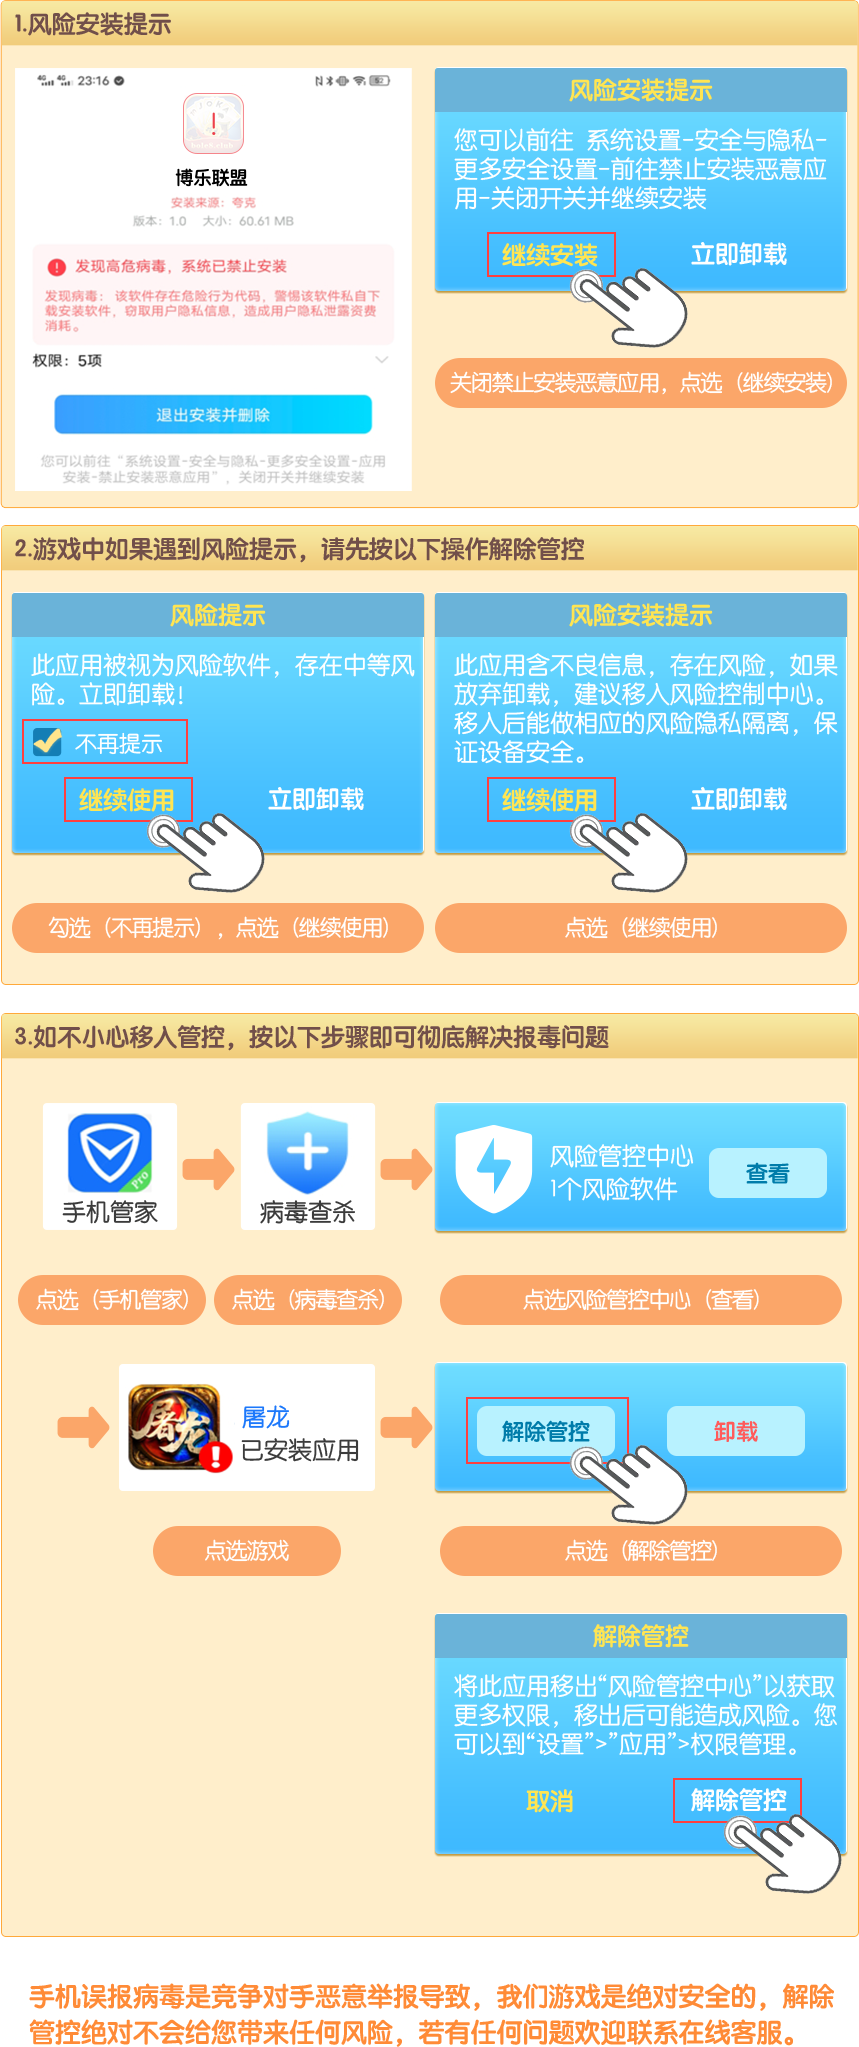 1.风险安装提示
4G 4G 23:16
52
博乐联盟
安装来源：夸克
版本：1.0 大小：60.61 MB
发现高危病毒，系统已禁止安装
发现病毒：该软件存在危险行为代码，警惕该软件私自下
载安装软件，窃取用户隐私信息，造成用户隐私泄露资费
消耗。
权限：5项
退出安装并删除
您可以前往“系统设置-安全与隐私-更多安全设置-应用
安装-禁止安装恶意应用”，关闭开关并继续安装
风险安装提示
您可以前往 系统设置-安全与隐私-
更多安全设置-前往禁止安装恶意应
用-关闭开关并继续安装
继续安装 立即卸载
关闭禁止安装恶意应用，点选（继续安装）
2.游戏中如果遇到风险提示，请先按以下操作解除管控
风险提示
此应用被视为风险软件，存在中等风
险。立即卸载！
不再提示
继续使用 立即卸载
勾选（不再提示），点选（继续使用）
风险安装提示
此应用含不良信息，存在风险，如果
放弃卸载，建议移入风险控制中心。
移入后能做相应的风险隐私隔离，保
证设备安全。
继续使用 立即卸载
点选（继续使用）
3.如不小心移入管控，按以下步骤即可彻底解决报毒问题
Pro
手机管家
病毒查杀
风险管控中心
1个风险软件
查看
点选（手机管家）
点选（病毒查杀）
点选风险管控中心（查看）
屠龙
屠龙
已安装应用
解除管控 卸载
点选游戏
点选（解除管控）
解除管控
将此应用移出“风险管控中心”以获取
更多权限，移出后可能造成风险。您
可以到“设置”>”应用”>权限管理。
取消 解除管控
手机误报病毒是竞争对手恶意举报导致，我们游戏是绝对安全的，解除
管控绝对不会给您带来任何风险，若有任何问题欢迎联系在线客服。